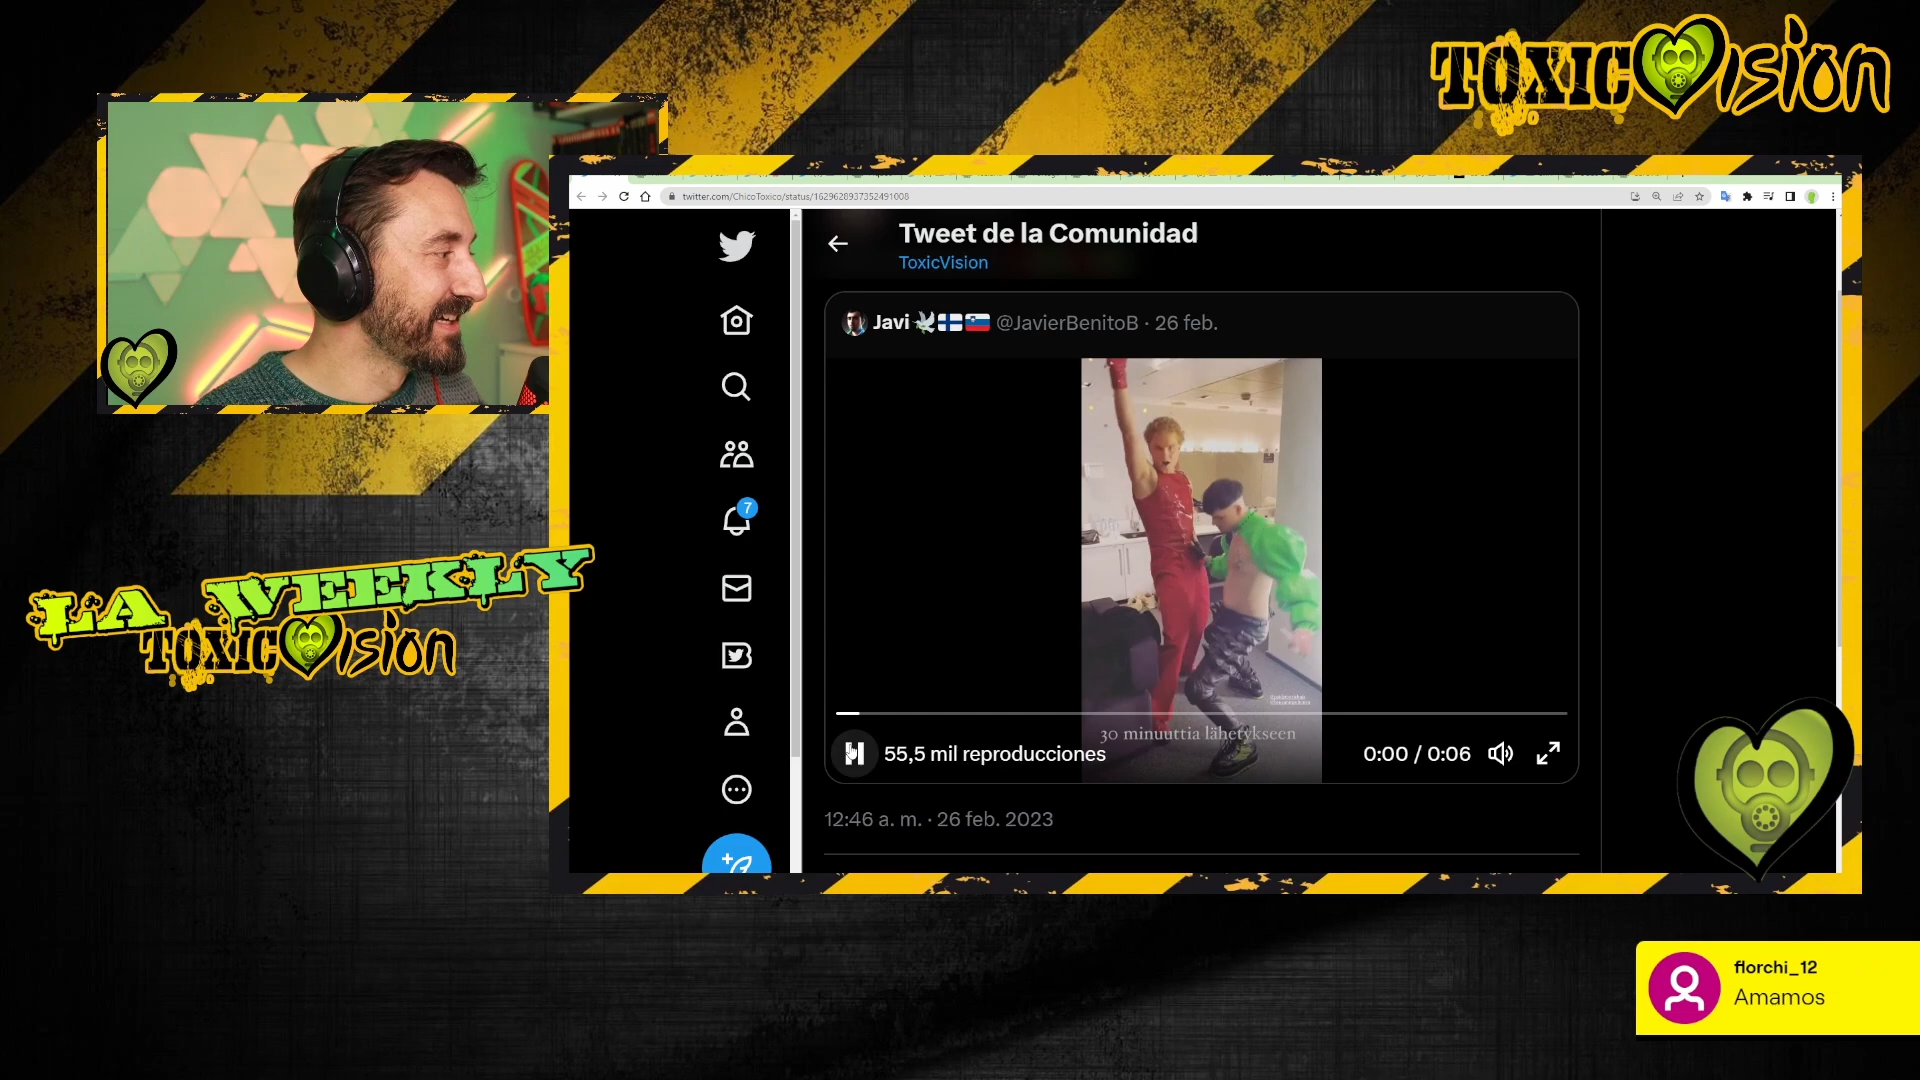 TOXICVISION
twitter.com/ChicoToxico/status/1629628937352491008
Tweet de la Comunidad
ToxicVision
Javi @JavierBenitoB · 26 feb.
7
LA WEEKLY
TOXICVISION
30 minuuttia lähetykseen
55,5 mil reproducciones
0:00 / 0:06
12:46 a. m. · 26 feb. 2023
florchi_12
Amamos